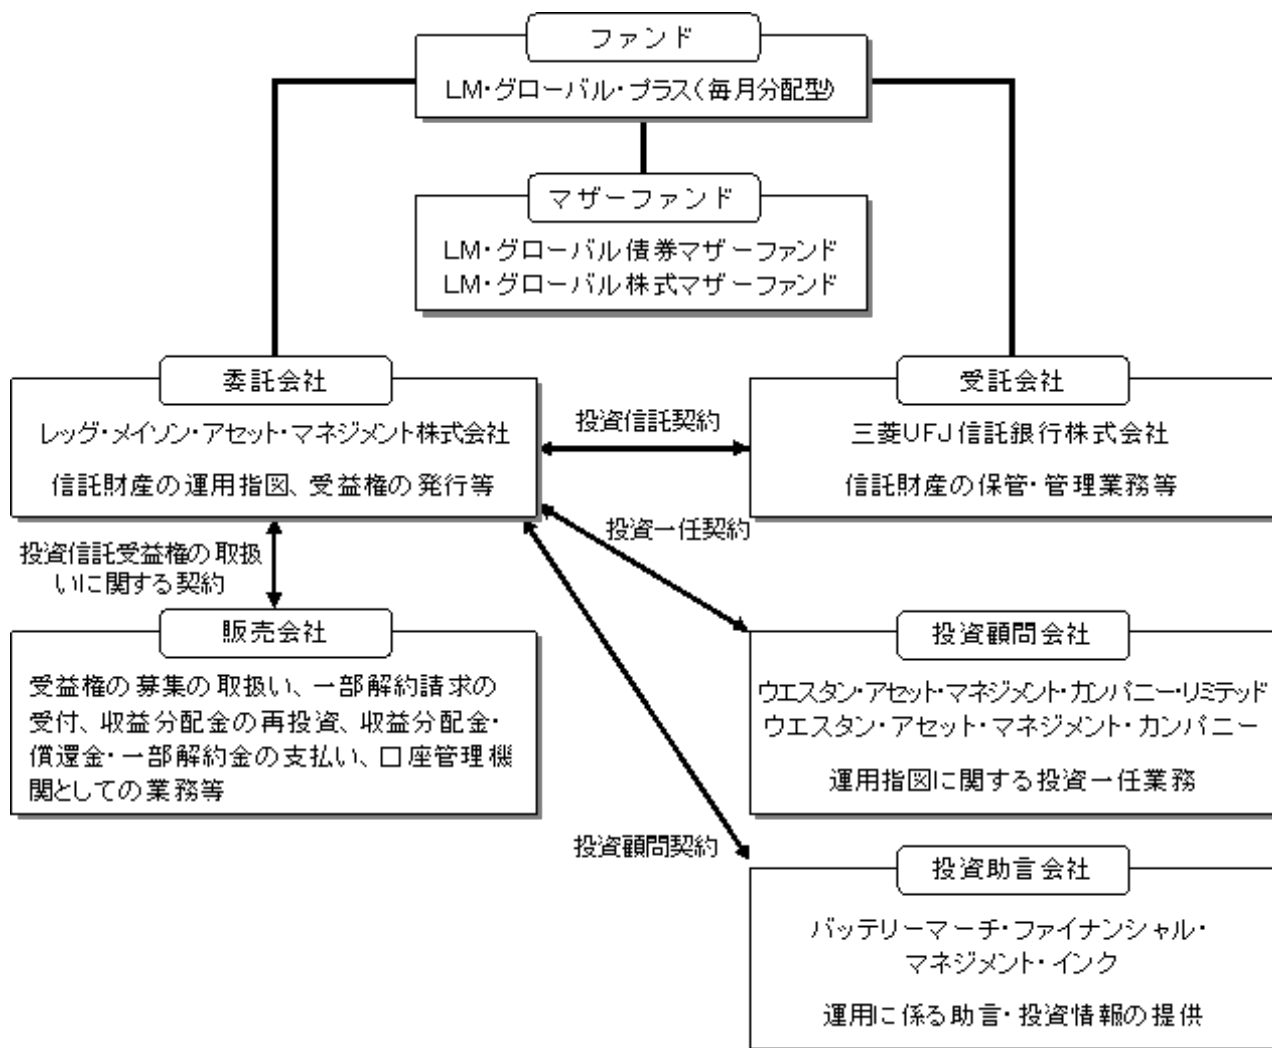 ファンド
LM・グローバル・プラス(毎月分配型)
マザーファンド
LM・グローバル債券マザーファンド
LM・グローバル株式マザーファンド
委託会社
レッグ・メイソン・アセット・マネジメント株式会社
信託財産の運用指図、受益権の発行等
投資信託契約
受託会社
三菱UFJ信託銀行株式会社
信託財産の保管・管理業務等
投資信託受益権の取扱
いに関する契約
投資一任契約
販売会社
受益権の募集の取扱い、一部解約請求の
受付、収益分配金の再投資、収益分配金・
償還金・一部解約金の支払い、口座管理機
関としての業務等
投資顧問会社
ウエスタン・アセット・マネジメント・カンパニー・リミテッド
ウエスタン・アセット・マネジメント・カンパニー
運用指図に関する投資一任業務
投資顧問契約
投資助言会社
バッテリーマーチ・ファイナンシャル・
マネジメント・インク
運用に係る助言・投資情報の提供